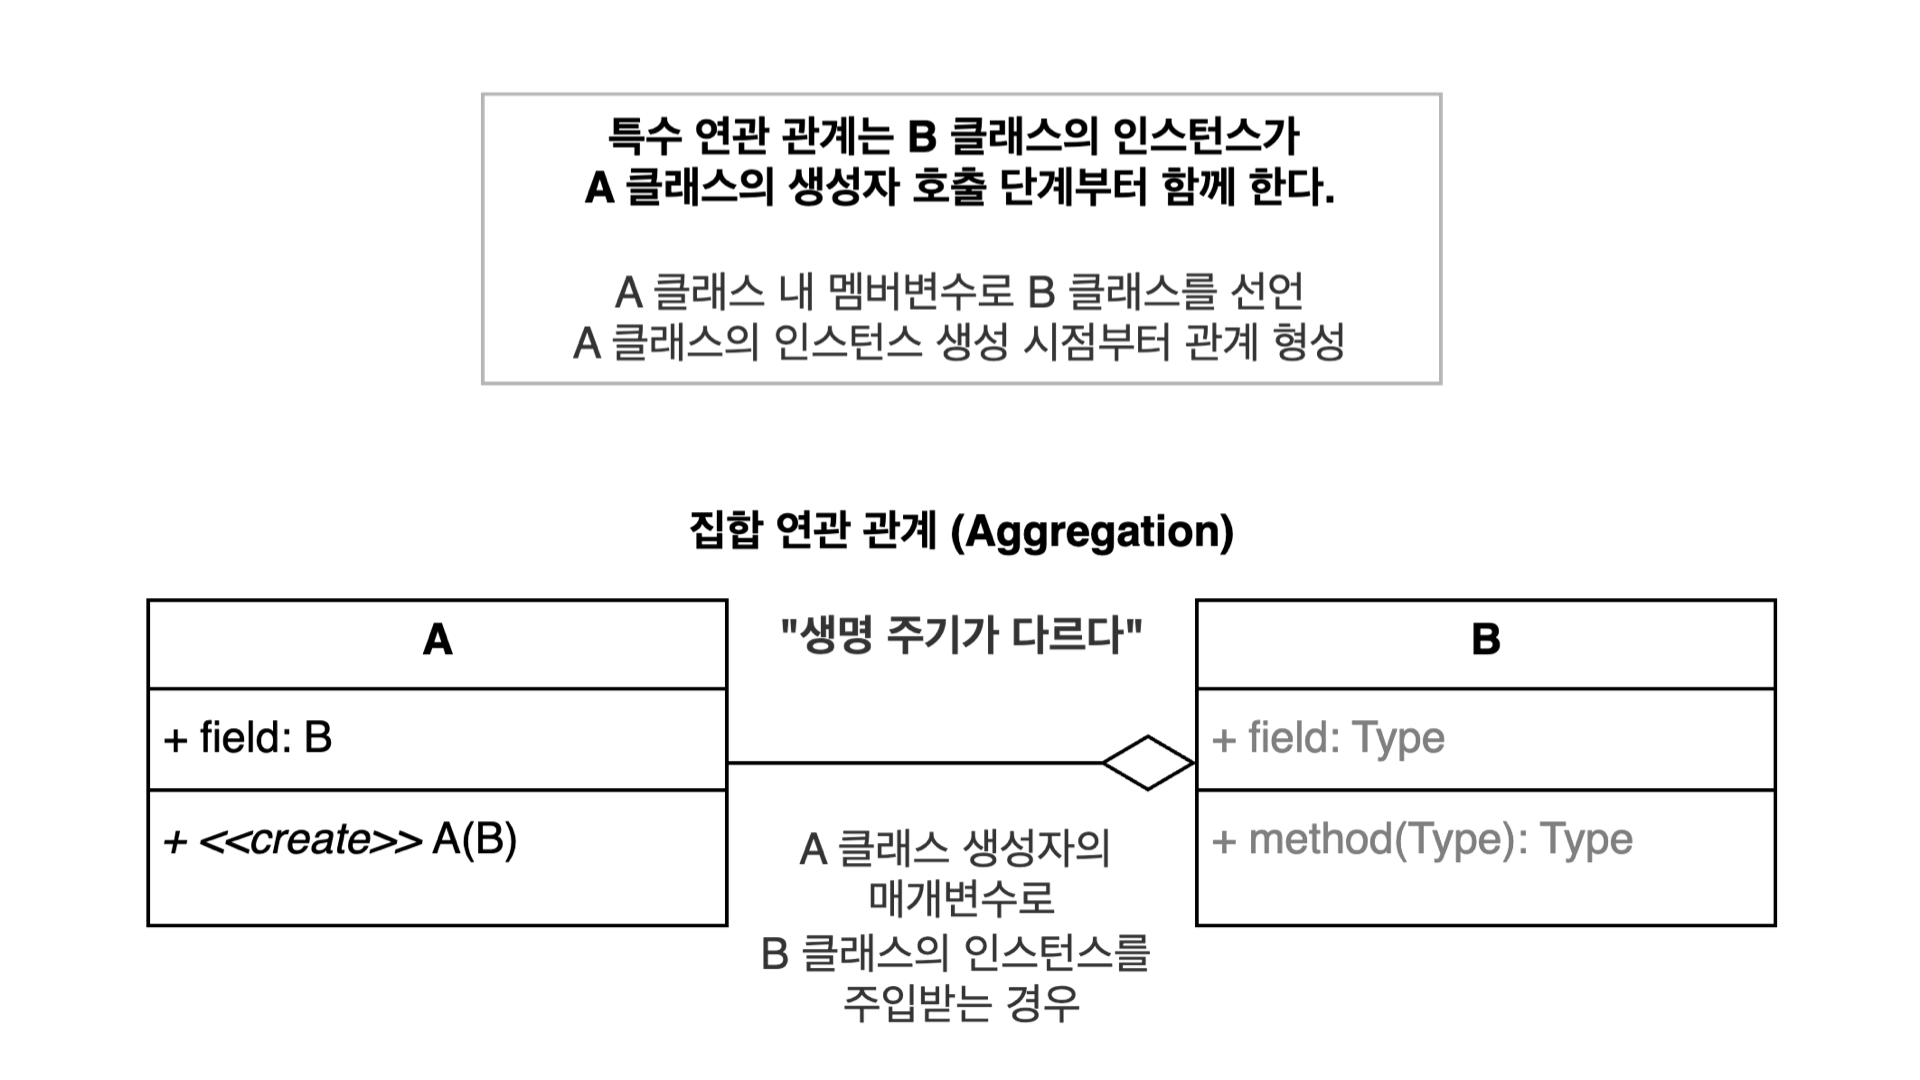 특수 연관 관계는 B 클래스의 인스턴스가
A 클래스의 생성자 호출 단계부터 함께 한다.
A 클래스 내 멤버변수로 B 클래스를 선언
A 클래스의 인스턴스 생성 시점부터 관계 형성
집합 연관 관계 (Aggregation)
A
+ field: B
+ <<create>> A(B)
"생명 주기가 다르다"
A 클래스 생성자의
매개변수로
B 클래스의 인스턴스를
주입받는 경우
B
+ field: Type
+ method(Type): Type